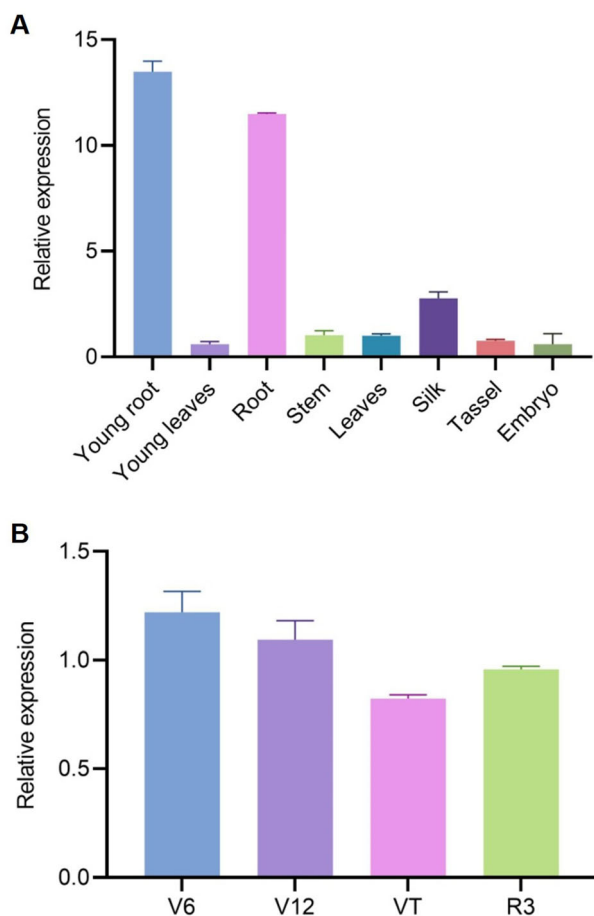 A
Relative expression
15
10
5
0
Young root
Young leaves
Root
Stem
Leaves
Silk
Tassel
Embryo
B
Relative expression
1.5
1.0
0.5
0.0
V6
V12
VT
R3